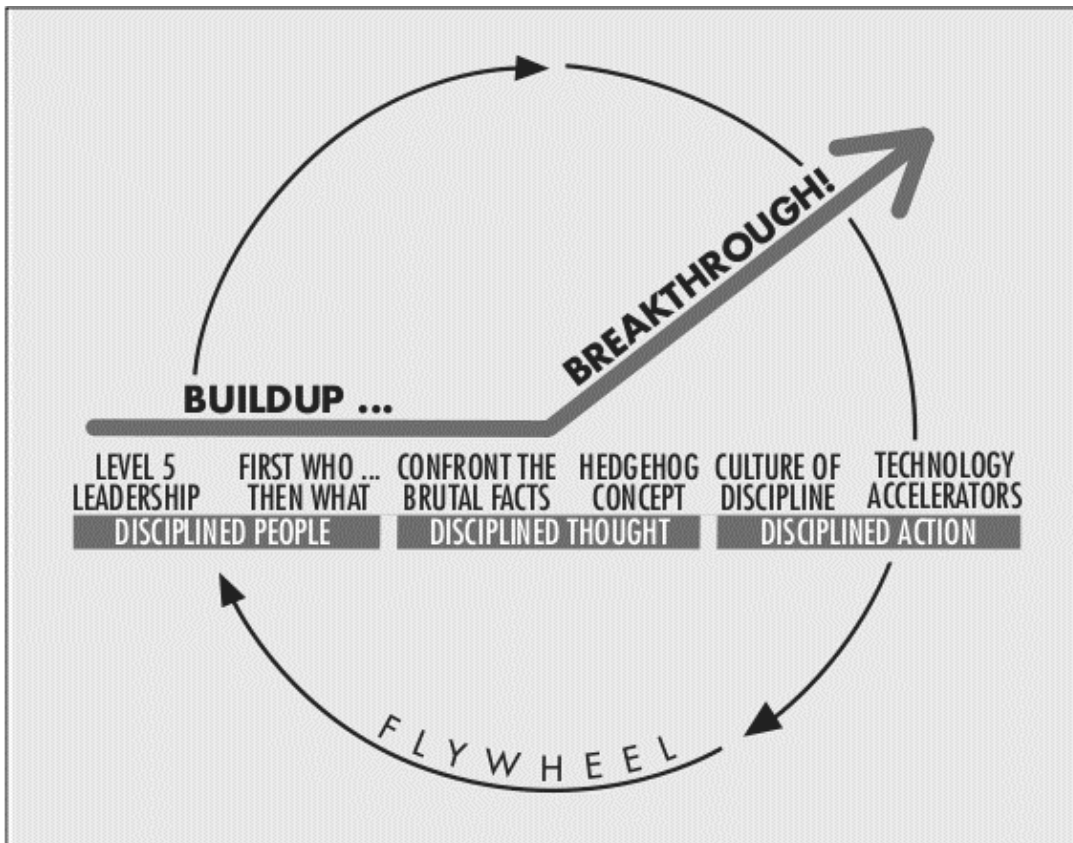 BREAKTHROUGH!
BUILDUP ...
LEVEL 5
LEADERSHIP
FIRST WHO ...
THEN WHAT
CONFRONT THE
BRUTAL FACTS
HEDGEHOG
CONCEPT
CULTURE OF
DISCIPLINE
TECHNOLOGY
ACCELERATORS
DISCIPLINED PEOPLE
DISCIPLINED THOUGHT
DISCIPLINED ACTION
FLYWHEEL